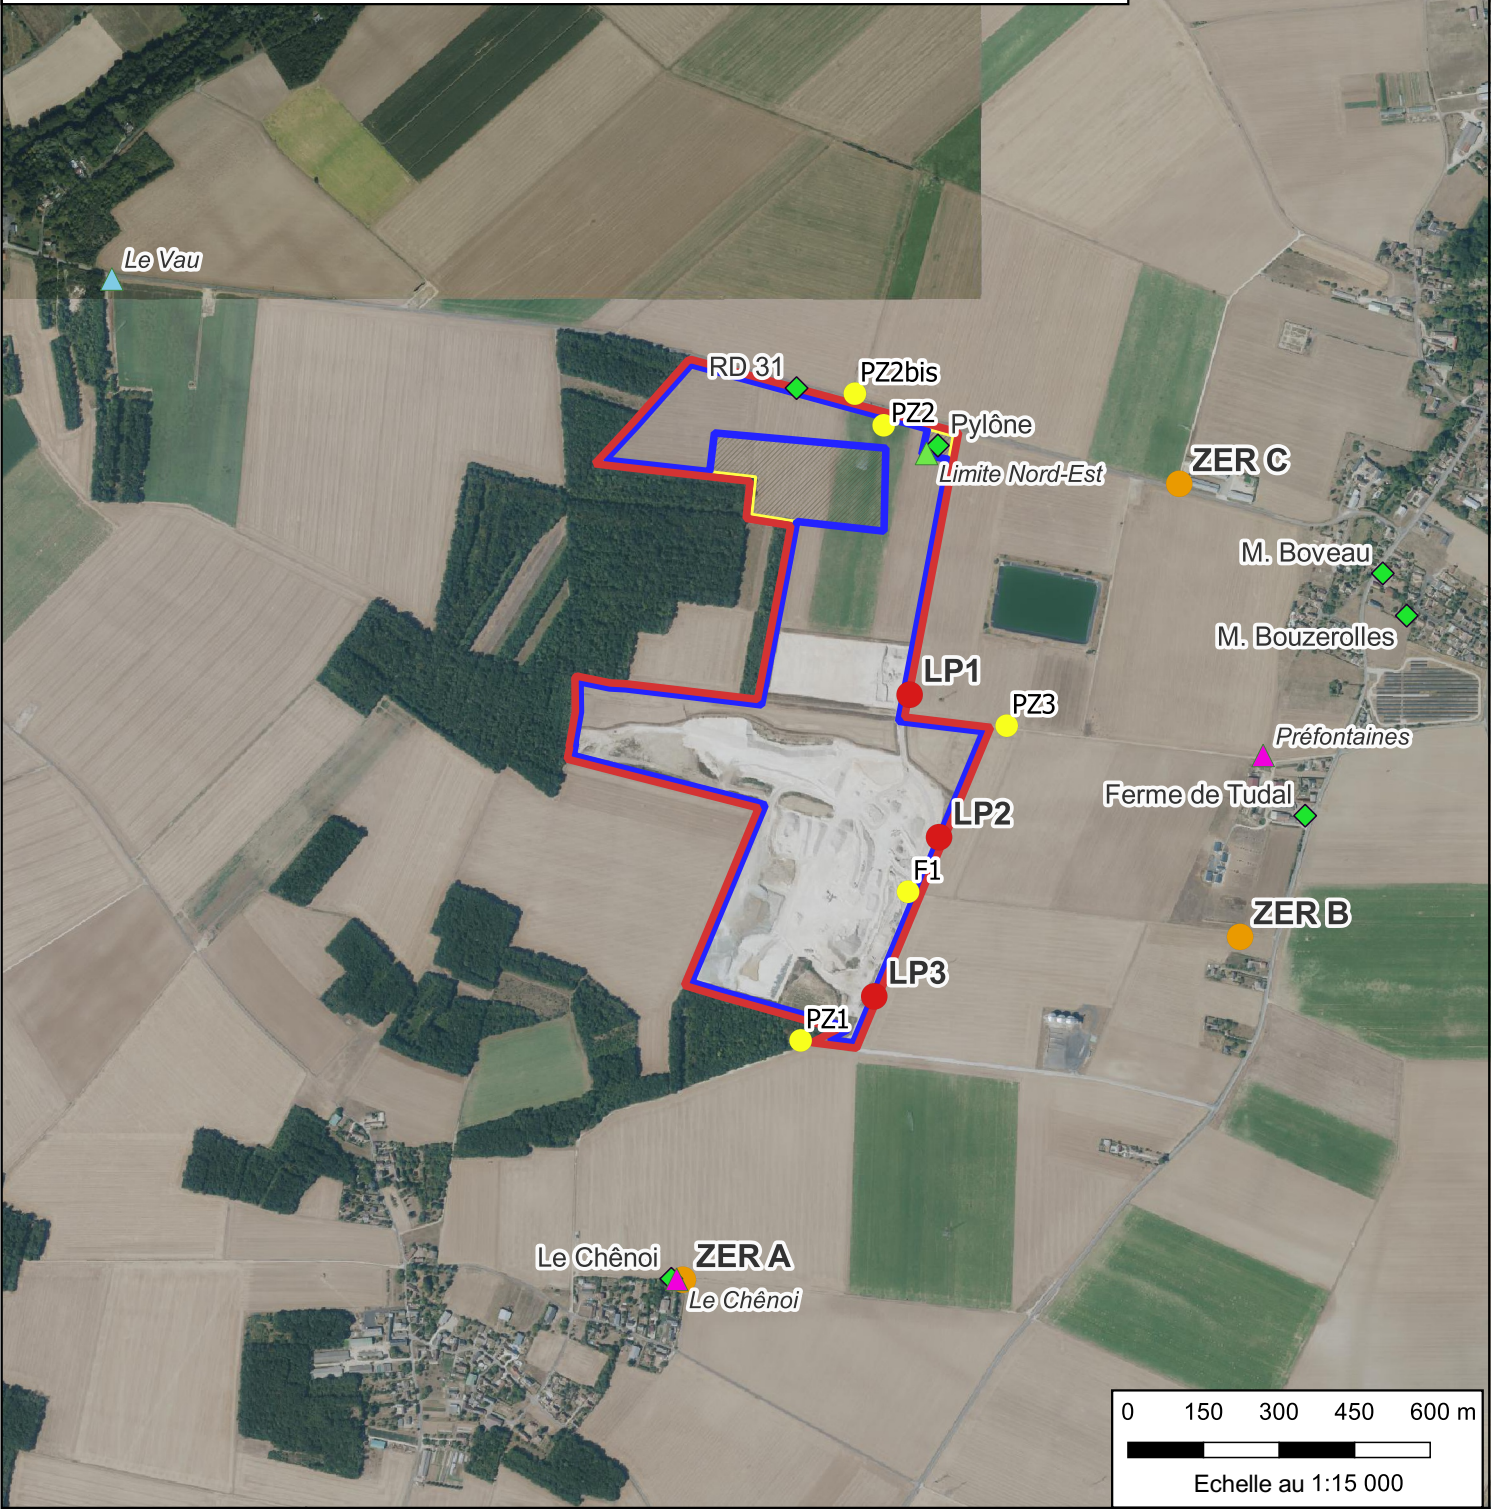 Le Vau
RD 31
PZ2bis
PZ2
Pylône
Limite Nord-Est
ZER C
M. Boveau
M. Bouzerolles
LP1
PZ3
Préfontaines
Ferme de Tudal
LP2
F1
ZER B
LP3
PZ1
Le Chênoi
ZER A
Le Chênoi
0 150 300 450 600 m
Echelle au 1:15 000